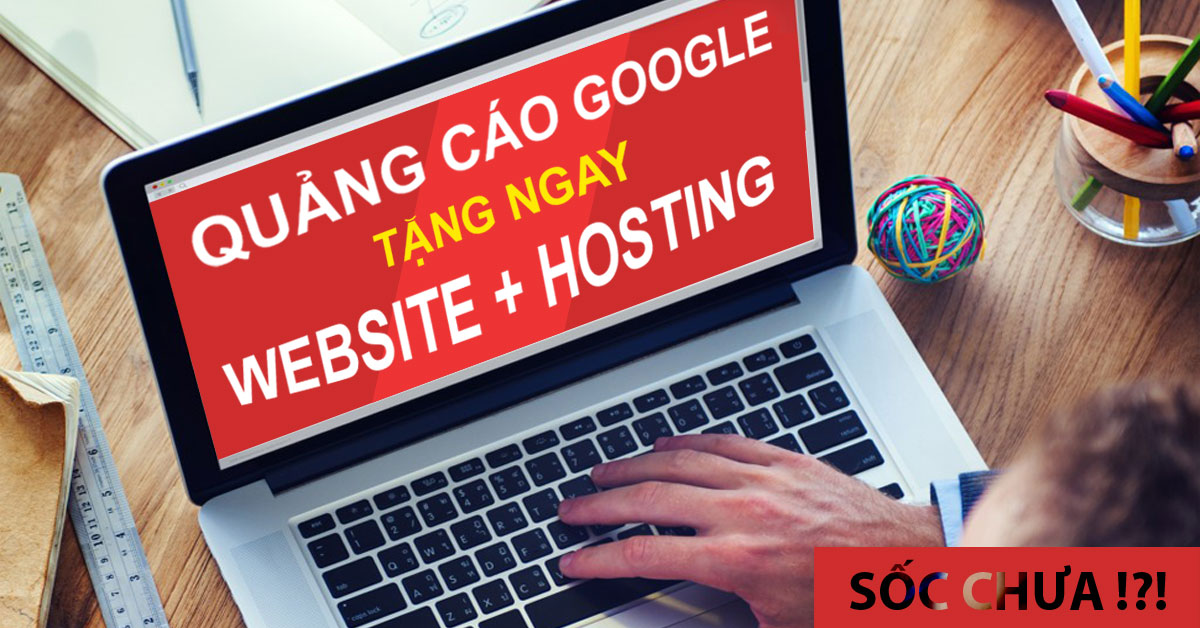 QUẢNG CÁO GOOGLE
TẶNG NGAY
WEBSITE + HOSTING
SỐC CHƯA !?!